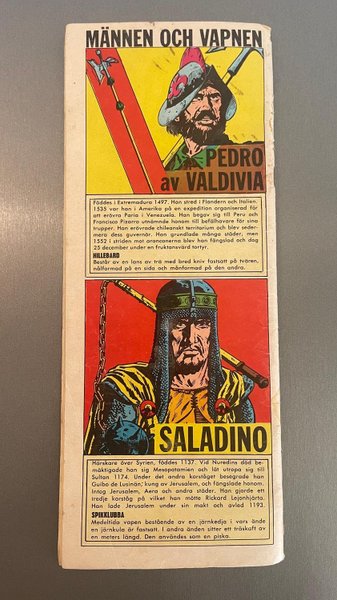 MÄNNEN OCH VAPNEN
PEDRO
av VALDIVIA
Föddes i Extremadura 1497. Han stred i Flandern och Italien.
1535 var han i Amerika på en expedition organiserad för
att erövra Paria i Venezuela. Han begav sig till Peru och
Francisco Pizarro utnämnde honom till befälhavare för sina
trupper. Han erövrade chileanskt territorium och blev seder-
mera dess guvernör. Han grundlade många städer, men
1552 i striden mot arancanerna blev han fängslad och dog
25 december under en fruktansvärd tortyr.
HILLEBARD
Består av en lans av trä med bred kniv fastsatt på tvären,
nålformad på en sida och månformad på den andra.
SALADINO
Härskare över Syrien, föddes 1137. Vid Nuredins död be-
mäktigade han sig Mesopotamien och lät utropa sig till
Sultan 1174. Under det andra korståget besegrade han
Guibo de Lusinán, kung av Jerusalem, och fängslade honom.
Intog Jerusalem, Acra och andra städer. Han gjorde ett
tredje korståg på vilket han mötte Rickard Lejonhjärta.
Han lade Jerusalem under sin makt och avled 1193.
SPIKKLUBBA
Medeltida vapen bestående av en järnkedja i vars ände
en järnkula är fastsatt. I andra änden sitter ett träskaft av
en meters längd. Den användes som en piska.